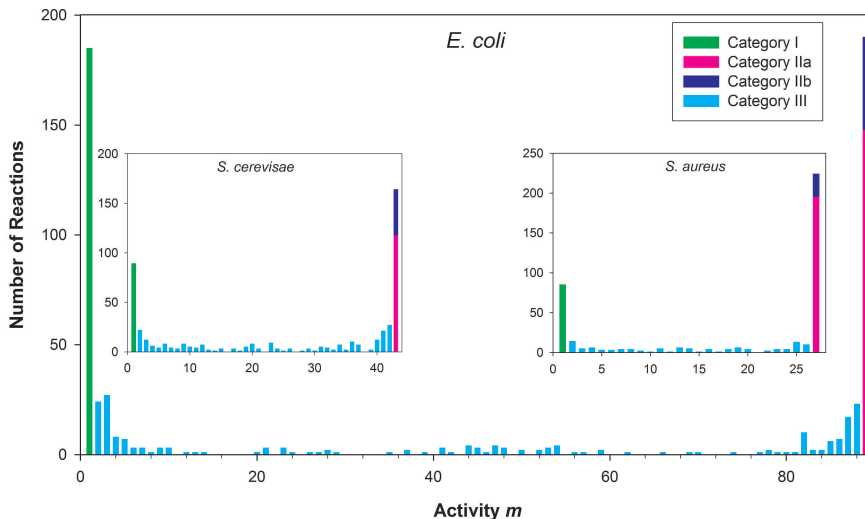 E. coli
Category I
Category IIa
Category IIb
Category III
Number of Reactions
200
150
100
50
0
0 20 40 60 80
Activity m
S. cerevisae
200
150
100
50
0
0 10 20 30 40
S. aureus
250
200
150
100
50
0
0 5 10 15 20 25